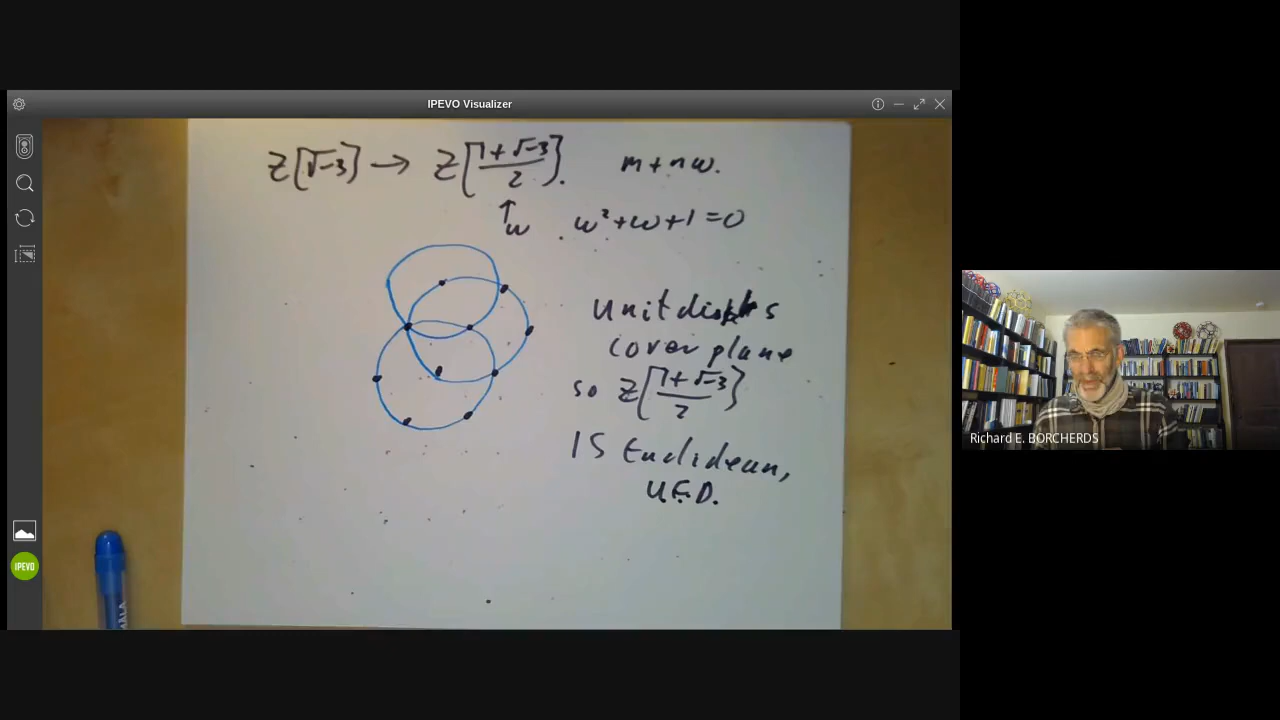 IPEVO Visualizer
Z[√-3] → Z[1+√-3 / 2]. m+nω.
↑ω ω²+ω+1=0
Unit disks
cover plane
so Z[1+√-3 / 2]
IS Euclidean,
U.F.D.
IPEVO
Richard E. BORCHERDS